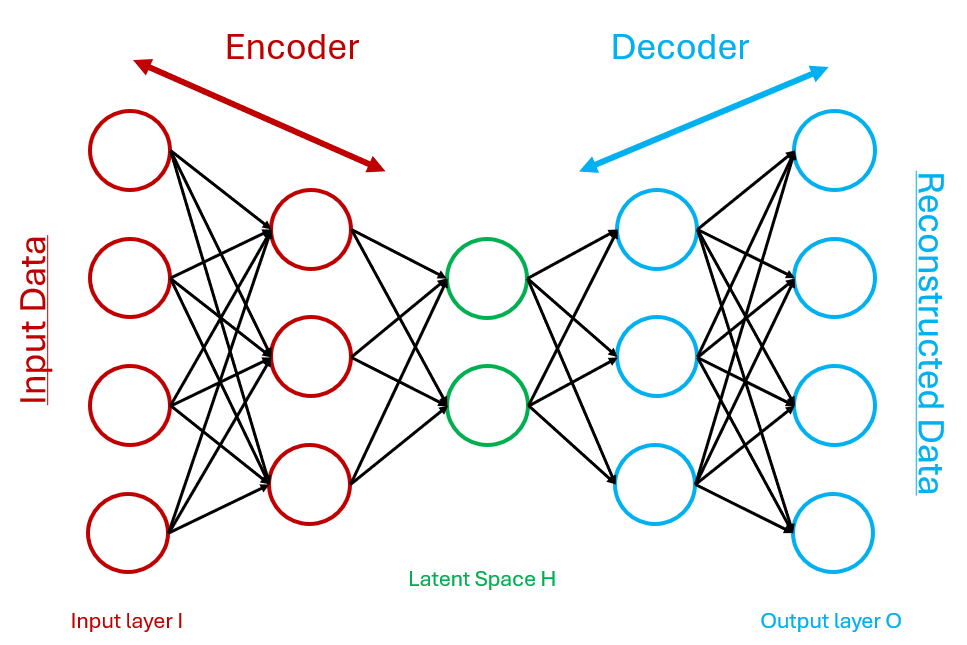 Encoder
Decoder
Input Data
Reconstructed Data
Latent Space H
Input layer I
Output layer O